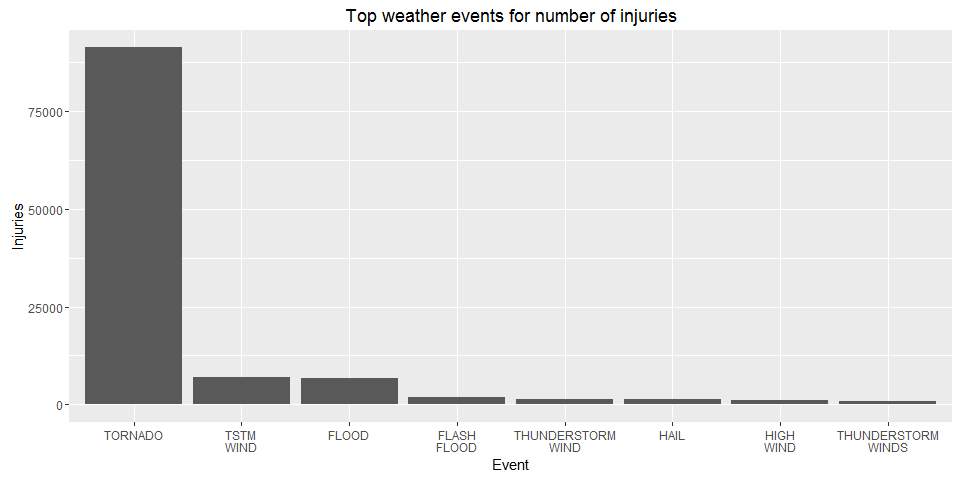 Top weather events for number of injuries
Injuries
75000
50000
25000
0
TORNADO
TSTM
WIND
FLOOD
FLASH
FLOOD
THUNDERSTORM
WIND
HAIL
HIGH
WIND
THUNDERSTORM
WINDS
Event